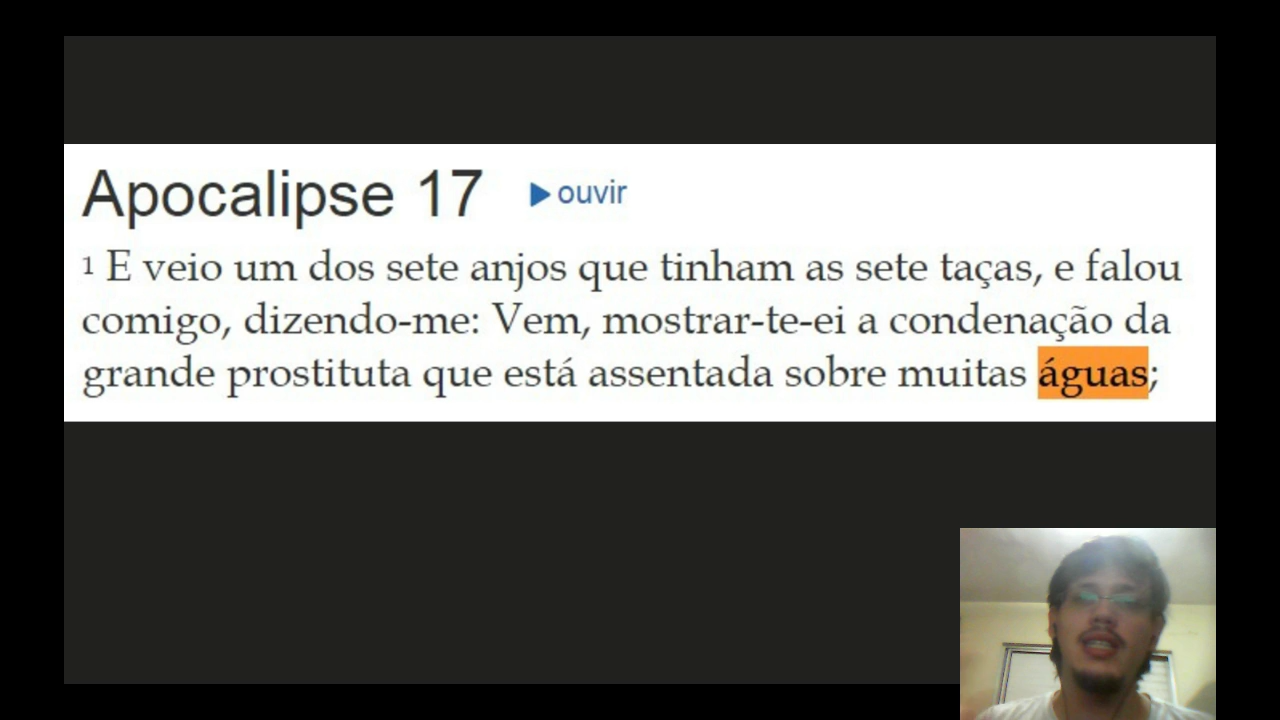 Apocalipse 17 ▶ouvir
¹ E veio um dos sete anjos que tinham as sete taças, e falou
comigo, dizendo-me: Vem, mostrar-te-ei a condenação da
grande prostituta que está assentada sobre muitas águas;